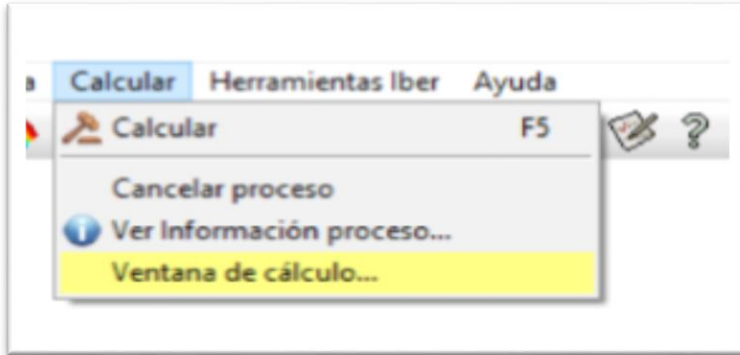 a Calcular Herramientas Iber Ayuda
Calcular F5
Cancelar proceso
Ver Información proceso...
Ventana de cálculo...